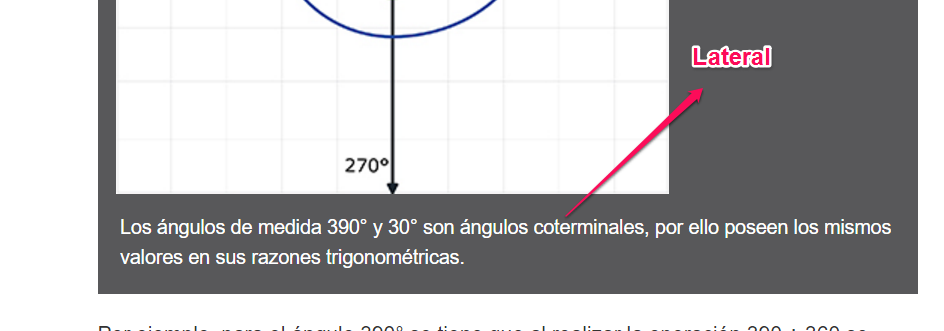 Lateral
270°
Los ángulos de medida 390° y 30° son ángulos coterminales, por ello poseen los mismos
valores en sus razones trigonométricas.